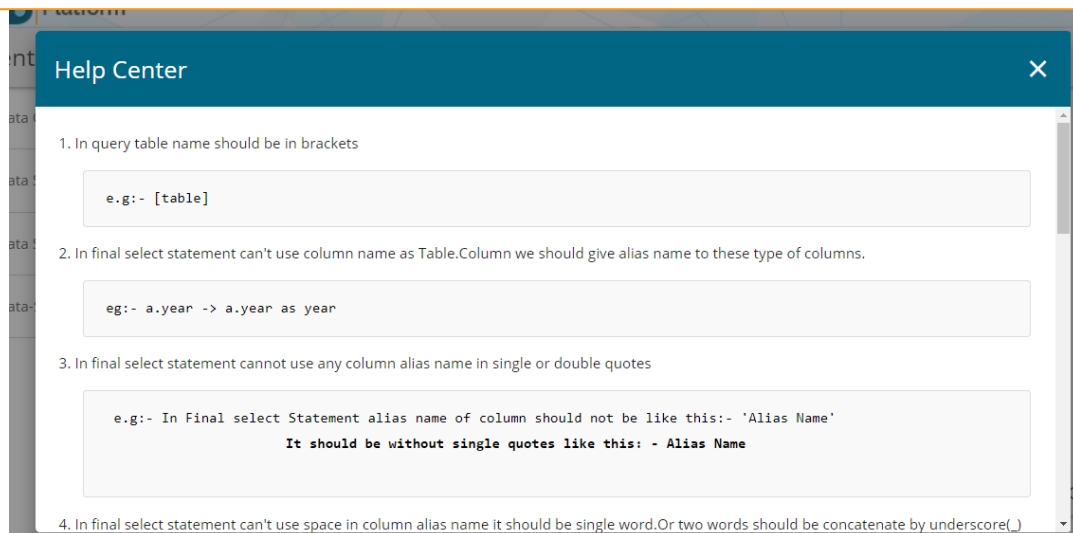 Platform
Help Center
1. In query table name should be in brackets
e.g:- [table]
2. In final select statement can't use column name as Table.Column we should give alias name to these type of columns.
eg:- a.year -> a.year as year
3. In final select statement cannot use any column alias name in single or double quotes
e.g:- In Final select Statement alias name of column should not be like this:- 'Alias Name'
It should be without single quotes like this: - Alias Name
4. In final select statement can't use space in column alias name it should be single word.Or two words should be concatenate by underscore(_)